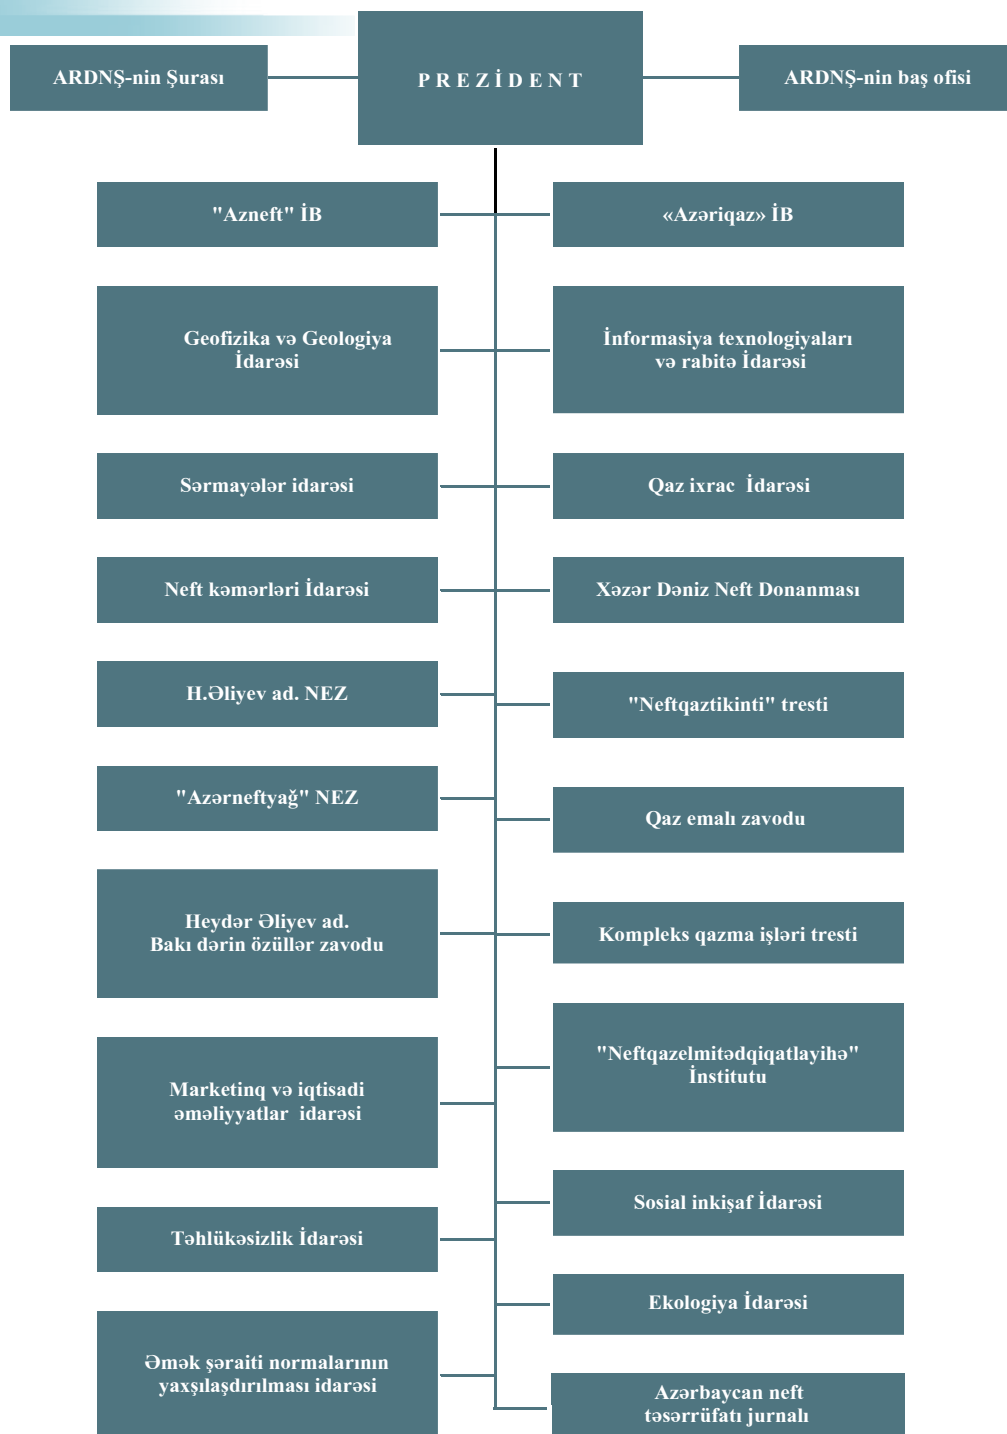 ARDNŞ-nin Şurası
P R E Z İ D E N T
ARDNŞ-nin baş ofisi
"Azneft" İB
«Azəriqaz» İB
Geofizika və Geologiya
İdarəsi
İnformasiya texnologiyaları
və rabitə İdarəsi
Sərmayələr idarəsi
Qaz ixrac İdarəsi
Neft kəmərləri İdarəsi
Xəzər Dəniz Neft Donanması
H.Əliyev ad. NEZ
"Neftqaztikinti" tresti
"Azərneftyağ" NEZ
Qaz emalı zavodu
Heydər Əliyev ad.
Bakı dərin özüllər zavodu
Kompleks qazma işləri tresti
Marketinq və iqtisadi
əməliyyatlar idarəsi
"Neftqazelmitədqiqatlayihə"
İnstitutu
Təhlükəsizlik İdarəsi
Sosial inkişaf İdarəsi
Ekologiya İdarəsi
Əmək şəraiti normalarının
yaxşılaşdırılması idarəsi
Azərbaycan neft
təsərrüfatı jurnalı